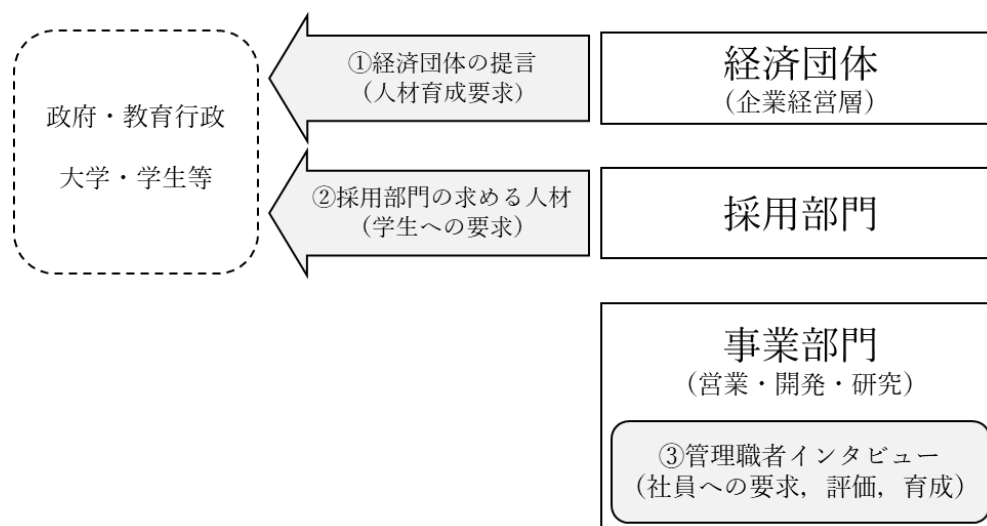 政府・教育行政
大学・学生等
①経済団体の提言
(人材育成要求)
経済団体
(企業経営層)
②採用部門の求める人材
(学生への要求)
採用部門
事業部門
(営業・開発・研究)
③管理職者インタビュー
(社員への要求，評価，育成)